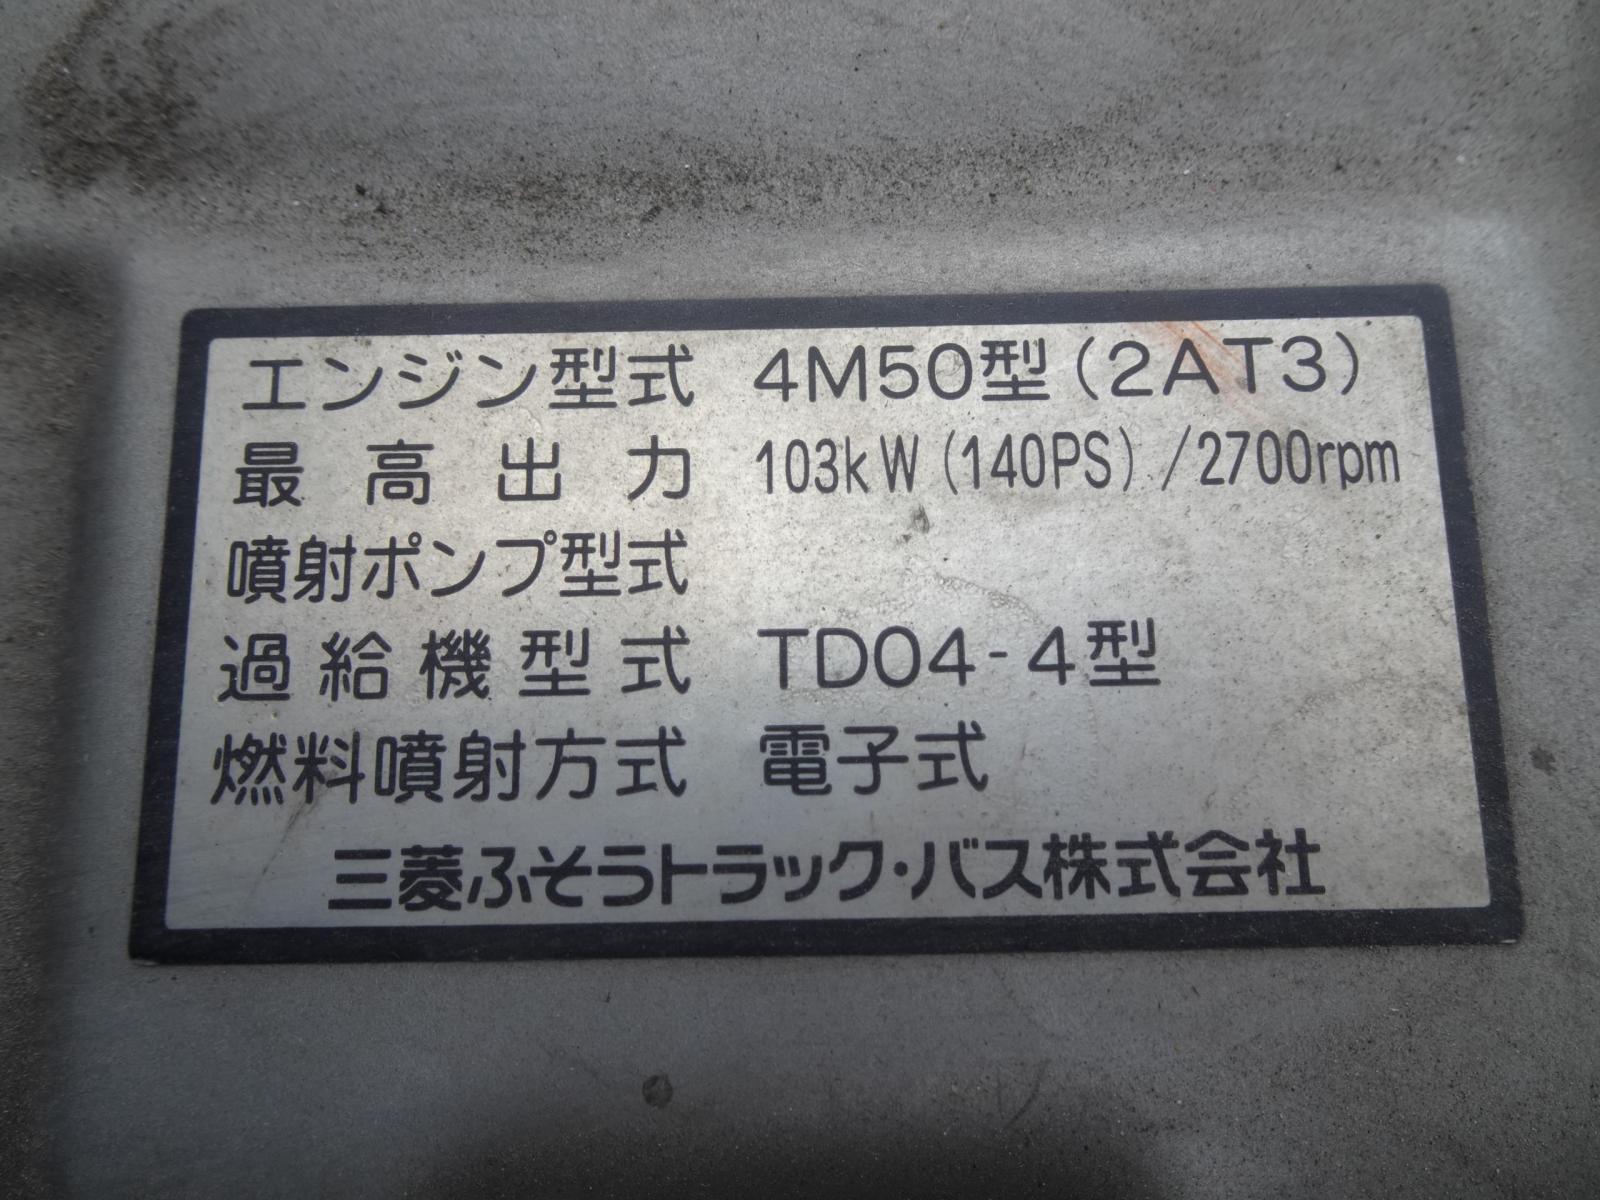 エンジン型式 4M50型(2AT3)
最高出力 103kW(140PS)/2700rpm
噴射ポンプ型式
過給機型式 TD04-4型
燃料噴射方式 電子式
三菱ふそうトラック・バス株式会社